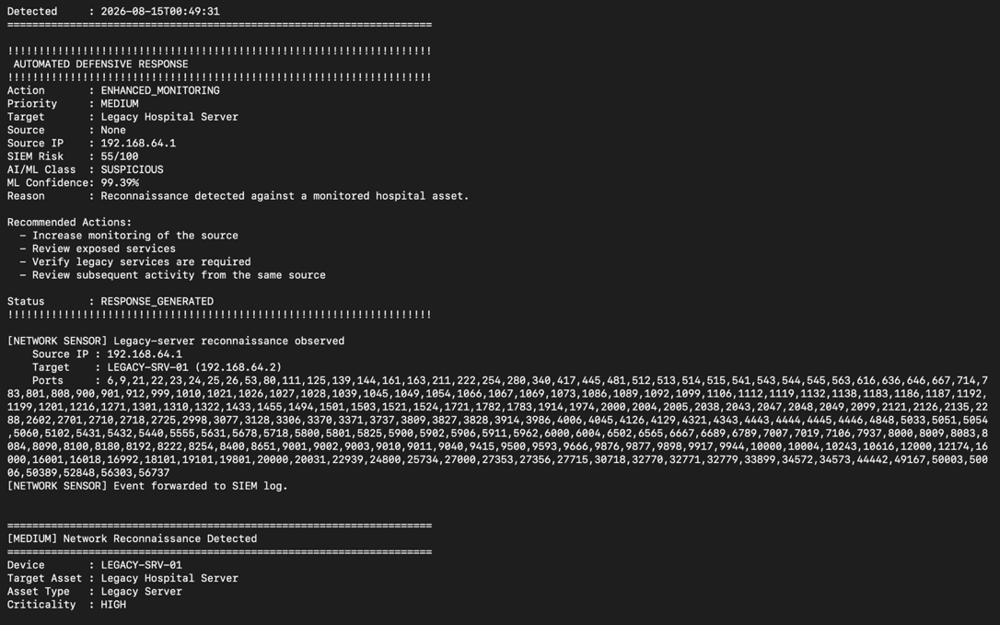 Detected     : 2026-08-15T00:49:31
====================================================================
!!!!!!!!!!!!!!!!!!!!!!!!!!!!!!!!!!!!!!!!!!!!!!!!!!!!!!!!!!!!!!!!!!!!
 AUTOMATED DEFENSIVE RESPONSE
!!!!!!!!!!!!!!!!!!!!!!!!!!!!!!!!!!!!!!!!!!!!!!!!!!!!!!!!!!!!!!!!!!!!
Action       : ENHANCED_MONITORING
Priority     : MEDIUM
Target       : Legacy Hospital Server
Source       : None
Source IP    : 192.168.64.1
SIEM Risk    : 55/100
AI/ML Class  : SUSPICIOUS
ML Confidence: 99.39%
Reason       : Reconnaissance detected against a monitored hospital asset.
Recommended Actions:
  - Increase monitoring of the source
  - Review exposed services
  - Verify legacy services are required
  - Review subsequent activity from the same source
Status       : RESPONSE_GENERATED
!!!!!!!!!!!!!!!!!!!!!!!!!!!!!!!!!!!!!!!!!!!!!!!!!!!!!!!!!!!!!!!!!!!!
[NETWORK SENSOR] Legacy-server reconnaissance observed
    Source IP : 192.168.64.1
    Target    : LEGACY-SRV-01 (192.168.64.2)
    Ports     : 6,9,21,22,23,24,25,26,53,80,111,125,139,144,161,163,211,222,254,280,340,417,445,481,512,513,514,515,541,543,544,545,563,616,636,646,667,714,7
83,801,808,900,901,912,999,1010,1021,1026,1027,1028,1039,1045,1049,1054,1066,1067,1069,1073,1086,1089,1092,1099,1106,1112,1119,1132,1138,1183,1186,1187,1192,
1199,1201,1216,1271,1301,1310,1322,1433,1455,1494,1501,1503,1521,1524,1721,1782,1783,1914,1974,2000,2004,2005,2038,2043,2047,2048,2049,2099,2121,2126,2135,22
88,2602,2701,2710,2718,2725,2998,3077,3128,3306,3370,3371,3737,3809,3827,3828,3914,3986,4006,4045,4126,4129,4321,4343,4443,4444,4445,4446,4848,5033,5051,5054
,5060,5102,5431,5432,5440,5555,5631,5678,5718,5800,5801,5825,5900,5902,5906,5911,5962,6000,6004,6502,6565,6667,6689,6789,7007,7019,7106,7937,8000,8009,8083,8
084,8090,8100,8180,8192,8222,8254,8400,8651,9001,9002,9003,9010,9011,9040,9415,9500,9593,9666,9876,9877,9898,9917,9944,10000,10004,10243,10616,12000,12174,16
000,16001,16018,16992,18101,19101,19801,20000,20031,22939,24800,25734,27000,27353,27356,27715,30718,32770,32771,32779,33899,34572,34573,44442,49167,50003,500
06,50389,52848,56303,56737
[NETWORK SENSOR] Event forwarded to SIEM log.
====================================================================
[MEDIUM] Network Reconnaissance Detected
====================================================================
Device       : LEGACY-SRV-01
Target Asset : Legacy Hospital Server
Asset Type   : Legacy Server
Criticality  : HIGH